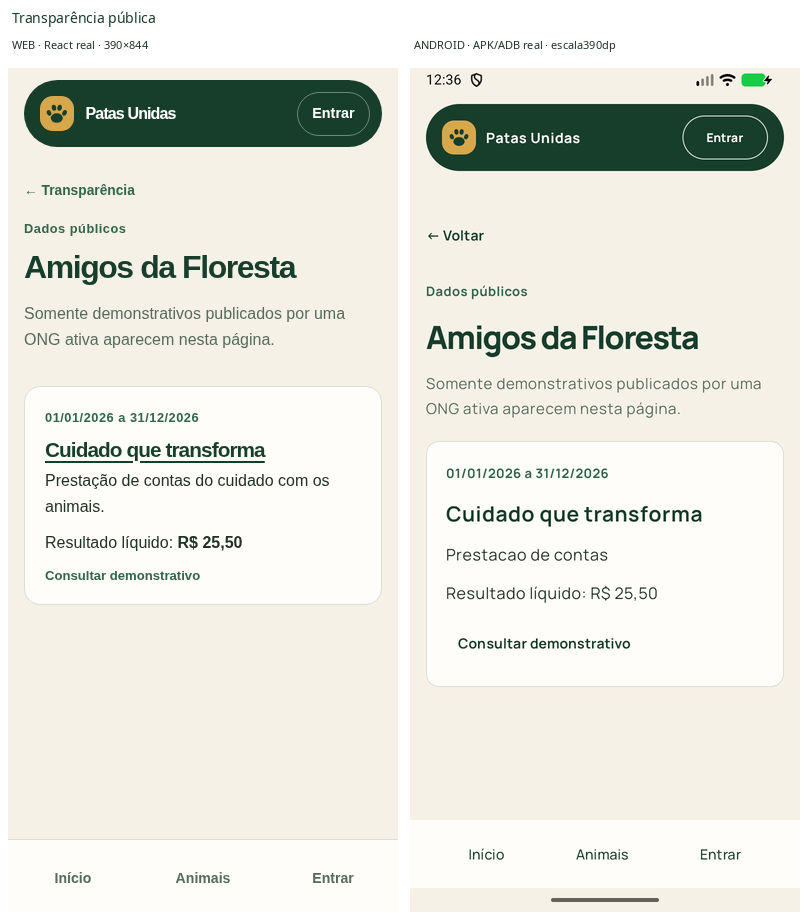 Transparência pública
WEB · React real · 390×844
Patas Unidas
Entrar
← Transparência
Dados públicos
Amigos da Floresta
Somente demonstrativos publicados por uma
ONG ativa aparecem nesta página.
01/01/2026 a 31/12/2026
Cuidado que transforma
Prestação de contas do cuidado com os
animais.
Resultado líquido: R$ 25,50
Consultar demonstrativo
Início Animais Entrar
ANDROID · APK/ADB real · escala390dp
12:36
Patas Unidas
Entrar
← Voltar
Dados públicos
Amigos da Floresta
Somente demonstrativos publicados por uma
ONG ativa aparecem nesta página.
01/01/2026 a 31/12/2026
Cuidado que transforma
Prestacao de contas
Resultado líquido: R$ 25,50
Consultar demonstrativo
Início Animais Entrar